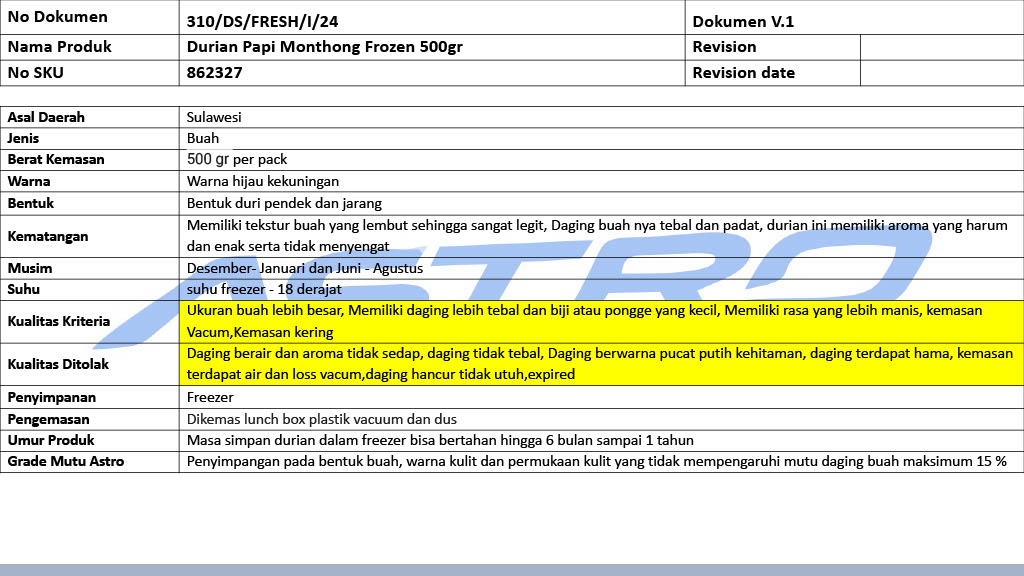 No Dokumen 310/DS/FRESH/I/24 Dokumen V.1
Nama Produk Durian Papi Monthong Frozen 500gr Revision
No SKU 862327 Revision date
Asal Daerah Sulawesi
Jenis Buah
Berat Kemasan 500 gr per pack
Warna Warna hijau kekuningan
Bentuk Bentuk duri pendek dan jarang
Kematangan Memiliki tekstur buah yang lembut sehingga sangat legit, Daging buah nya tebal dan padat, durian ini memiliki aroma yang harum
dan enak serta tidak menyengat
Musim Desember- Januari dan Juni - Agustus
Suhu suhu freezer - 18 derajat
Kualitas Kriteria Ukuran buah lebih besar, Memiliki daging lebih tebal dan biji atau pongge yang kecil, Memiliki rasa yang lebih manis, kemasan
Vacum,Kemasan kering
Kualitas Ditolak Daging berair dan aroma tidak sedap, daging tidak tebal, Daging berwarna pucat putih kehitaman, daging terdapat hama, kemasan
terdapat air dan loss vacum,daging hancur tidak utuh,expired
Penyimpanan Freezer
Pengemasan Dikemas lunch box plastik vacuum dan dus
Umur Produk Masa simpan durian dalam freezer bisa bertahan hingga 6 bulan sampai 1 tahun
Grade Mutu Astro Penyimpangan pada bentuk buah, warna kulit dan permukaan kulit yang tidak mempengaruhi mutu daging buah maksimum 15 %
ASTRO